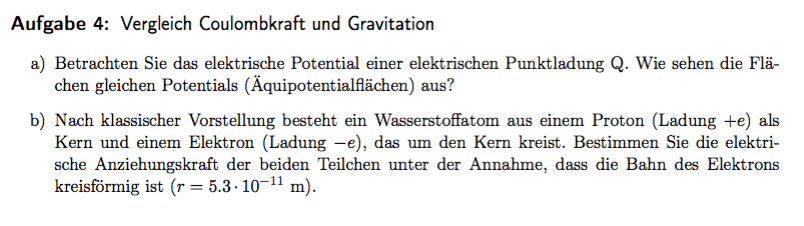 Aufgabe 4: Vergleich Coulombkraft und Gravitation
a) Betrachten Sie das elektrische Potential einer elektrischen Punktladung Q. Wie sehen die Flä-
chen gleichen Potentials (Äquipotentialflächen) aus?
b) Nach klassischer Vorstellung besteht ein Wasserstoffatom aus einem Proton (Ladung +e) als
Kern und einem Elektron (Ladung −e), das um den Kern kreist. Bestimmen Sie die elektri-
sche Anziehungskraft der beiden Teilchen unter der Annahme, dass die Bahn des Elektrons
kreisförmig ist (r = 5.3 · 10⁻¹¹ m).